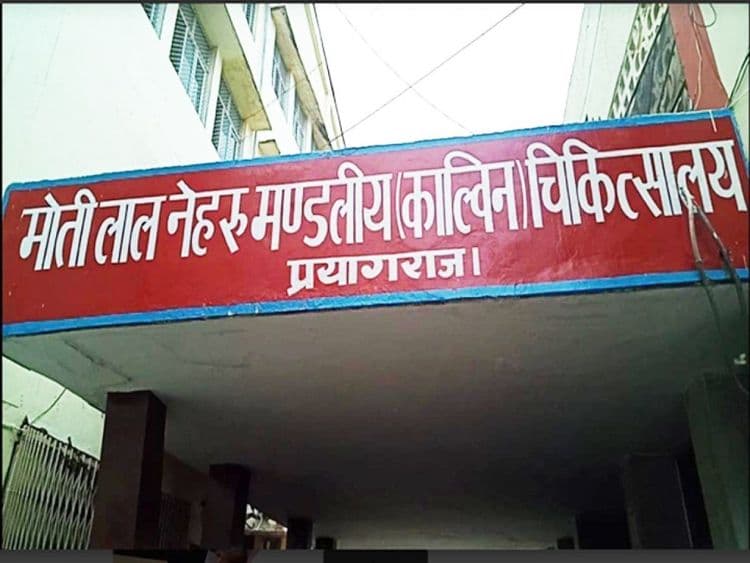 मोती लाल नेहरु मण्डलीय (काल्विन) चिकित्सालय
प्रयागराज।